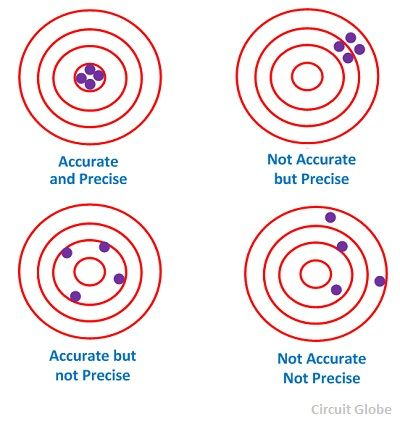 Accurate
and Precise
Not Accurate
but Precise
Accurate but
not Precise
Not Accurate
Not Precise
Circuit Globe